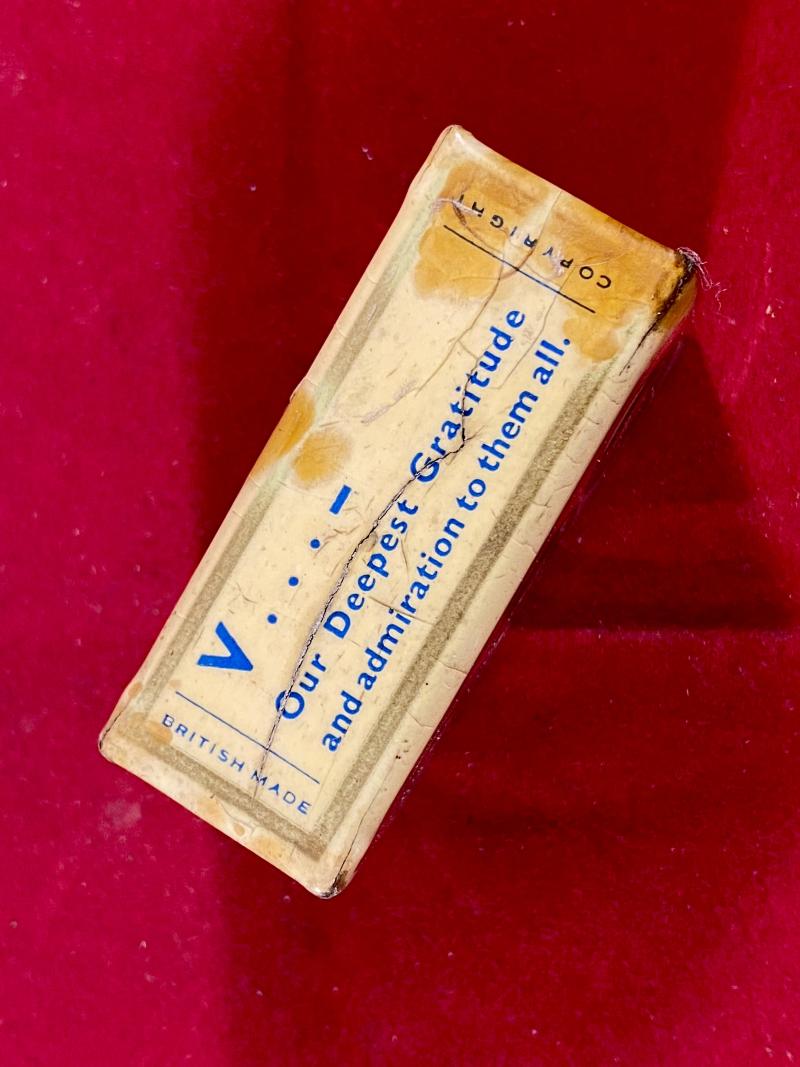 BRITISH MADE
V...–
Our Deepest Gratitude
and admiration to them all.
COPYRIGHT